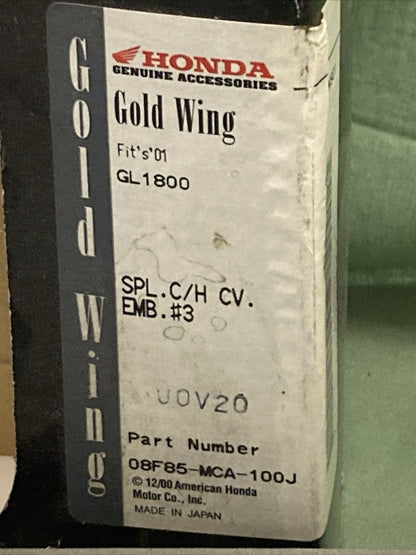 Gold Wing
HONDA
GENUINE ACCESSORIES
Gold Wing
Fit's'01
GL1800
SPL.C/H CV.
EMB.#3
U0V20
Part Number
08F85-MCA-100J
© 12/00 American Honda
Motor Co., Inc.
MADE IN JAPAN